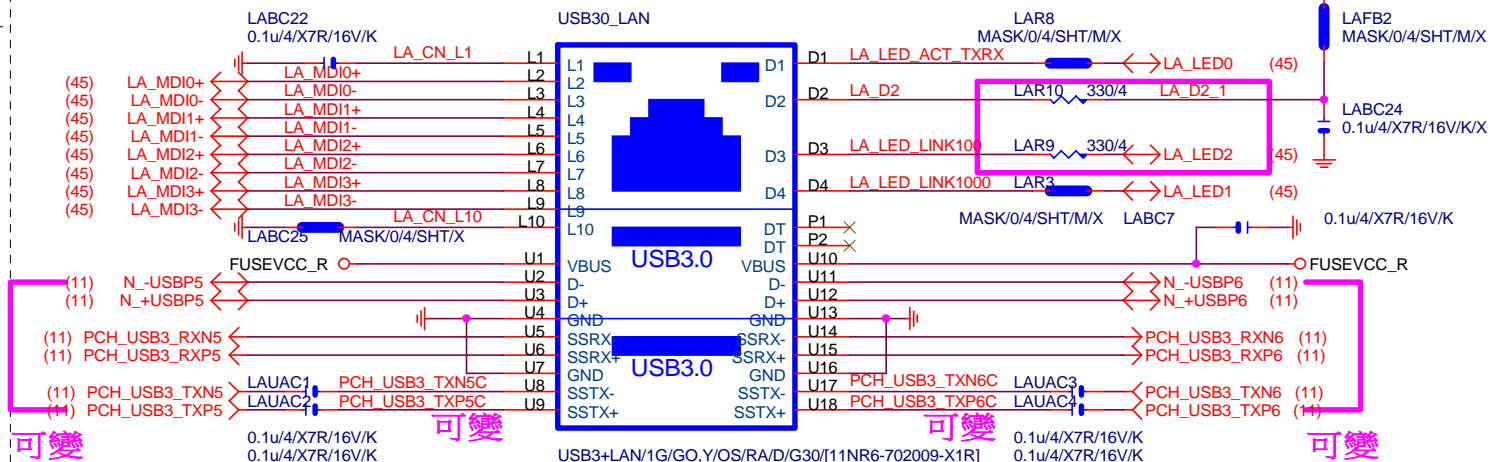 LABC22
0.1u/4/X7R/16V/K
USB30_LAN
LAR8
MASK/0/4/SHT/M/X
LAFB2
MASK/0/4/SHT/M/X
LA_CN_L1 L1 L1 D1 D1 LA_LED_ACT_TXRX LA_LED0 (45)
(45) LA_MDI0+ LA_MDI0+ L2 L2
(45) LA_MDI0- LA_MDI0- L3 L3 D2 D2 LA_D2 LAR10 330/4 LA_D2_1
(45) LA_MDI1+ LA_MDI1+ L4 L4
LABC24
0.1u/4/X7R/16V/K/X
(45) LA_MDI1- LA_MDI1- L5 L5
(45) LA_MDI2+ LA_MDI2+ L6 L6 D3 D3 LA_LED_LINK100 LAR9 330/4 LA_LED2 (45)
(45) LA_MDI2- LA_MDI2- L7 L7
(45) LA_MDI3+ LA_MDI3+ L8 L8 D4 D4 LA_LED_LINK1000 LAR3 LA_LED1 (45)
(45) LA_MDI3- LA_MDI3- L9 L9
MASK/0/4/SHT/M/X LABC7 0.1u/4/X7R/16V/K
LA_CN_L10 L10 L10 DT P1
LABC25 MASK/0/4/SHT/X DT P2
FUSEVCC_R U1 VBUS USB3.0 VBUS U10 FUSEVCC_R
(11) N_-USBP5 U2 D- D- U11 N_-USBP6 (11)
(11) N_+USBP5 U3 D+ D+ U12 N_+USBP6 (11)
U4 GND GND U13
(11) PCH_USB3_RXN5 U5 SSRX- SSRX- U14 PCH_USB3_RXN6 (11)
(11) PCH_USB3_RXP5 U6 SSRX+ SSRX+ U15 PCH_USB3_RXP6 (11)
U7 GND USB3.0 GND U16
(11) PCH_USB3_TXN5 LAUAC1 PCH_USB3_TXN5C U8 SSTX- SSTX- U17 PCH_USB3_TXN6C LAUAC3 PCH_USB3_TXN6 (11)
(11) PCH_USB3_TXP5 LAUAC2 PCH_USB3_TXP5C U9 SSTX+ SSTX+ U18 PCH_USB3_TXP6C LAUAC4 PCH_USB3_TXP6 (11)
可變 可變 可變 可變
0.1u/4/X7R/16V/K 0.1u/4/X7R/16V/K
0.1u/4/X7R/16V/K USB3+LAN/1G/GO,Y/OS/RA/D/G30/[11NR6-702009-X1R] 0.1u/4/X7R/16V/K